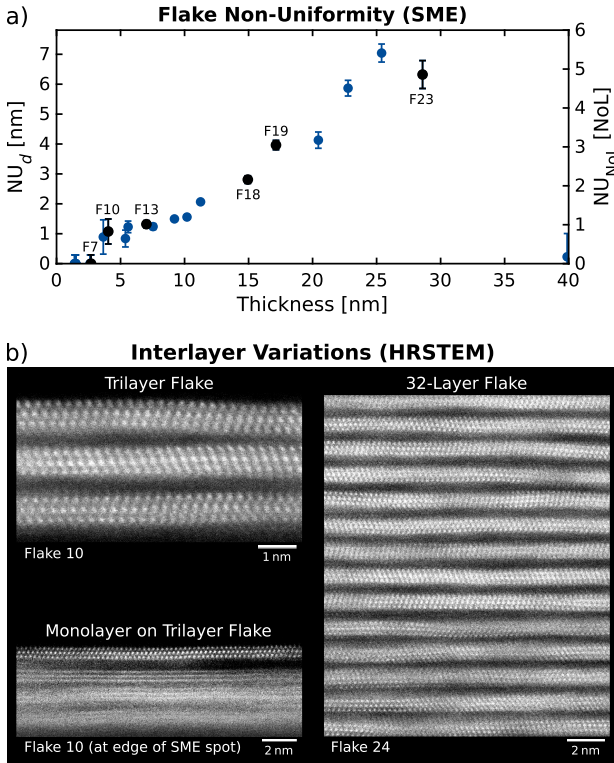 a)
Flake Non-Uniformity (SME)
NU_d [nm]
7
6
5
4
3
2
1
0
F7
F10
F13
F18
F19
F23
6
5
4
3
2
1
0
NU_NoL [NoL]
0 5 10 15 20 25 30 35 40
Thickness [nm]
b)
Interlayer Variations (HRSTEM)
Trilayer Flake
Flake 10
1 nm
Monolayer on Trilayer Flake
Flake 10 (at edge of SME spot)
2 nm
32-Layer Flake
Flake 24
2 nm